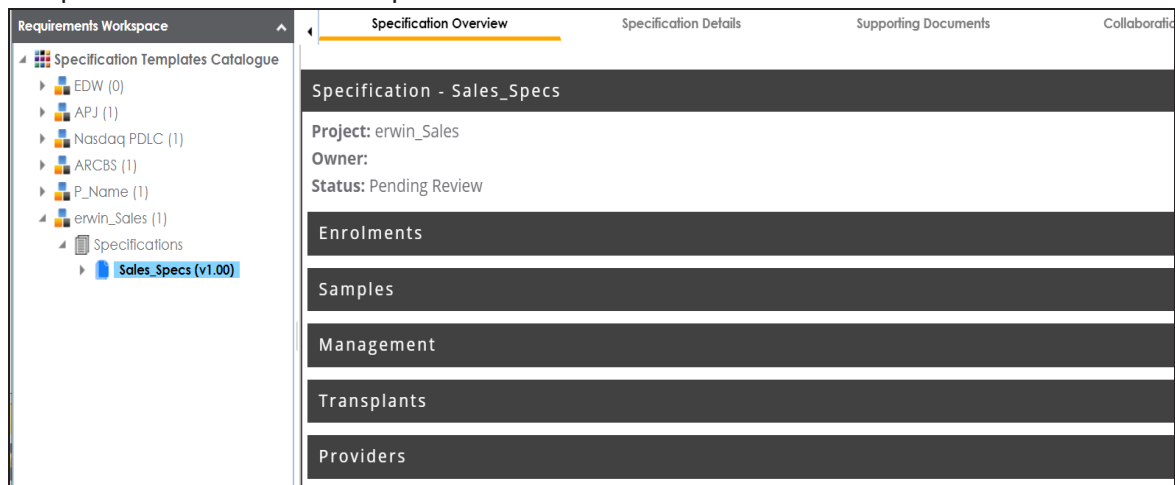 Requirements Workspace
Specification Overview
Specification Details
Supporting Documents
Specification Templates Catalogue
EDW (0)
APJ (1)
Nasdaq PDLC (1)
ARCBS (1)
P_Name (1)
erwin_Sales (1)
Specifications
Sales_Specs (v1.00)
Specification - Sales_Specs
Project: erwin_Sales
Owner:
Status: Pending Review
Enrolments
Samples
Management
Transplants
Providers